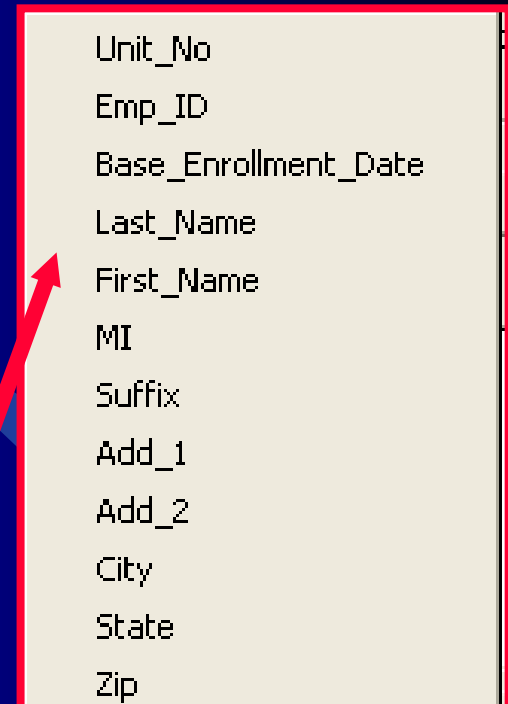 Unit_No
Emp_ID
Base_Enrollment_Date
Last_Name
First_Name
MI
Suffix
Add_1
Add_2
City
State
Zip